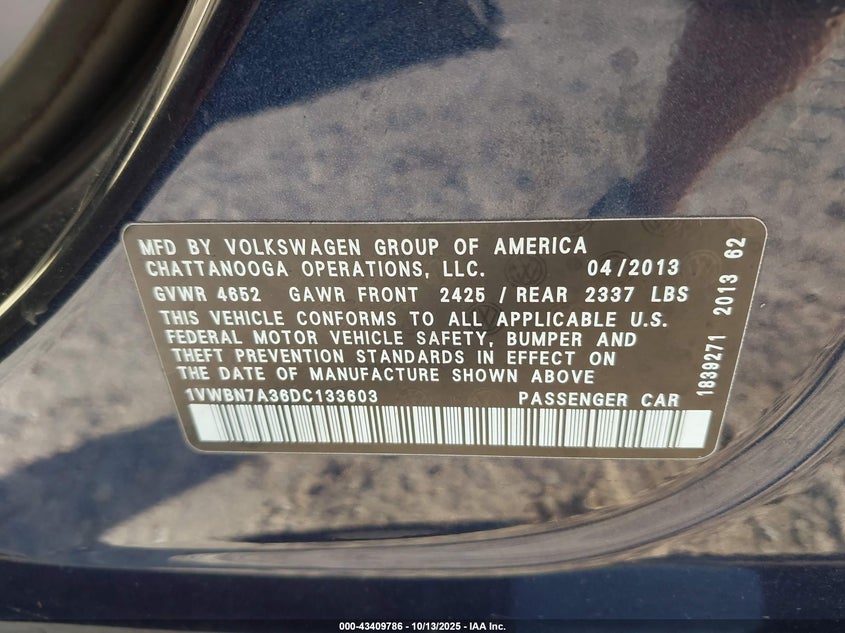 MFD BY VOLKSWAGEN GROUP OF AMERICA
CHATTANOOGA OPERATIONS, LLC. 04/2013
GVWR 4652 GAWR FRONT 2425 / REAR 2337 LBS
THIS VEHICLE CONFORMS TO ALL APPLICABLE U.S.
FEDERAL MOTOR VEHICLE SAFETY, BUMPER AND
THEFT PREVENTION STANDARDS IN EFFECT ON
THE DATE OF MANUFACTURE SHOWN ABOVE
1VWBN7A36DC133603 PASSENGER CAR
1839271 2013 62
000-43409786 - 10/13/2025 - IAA Inc.